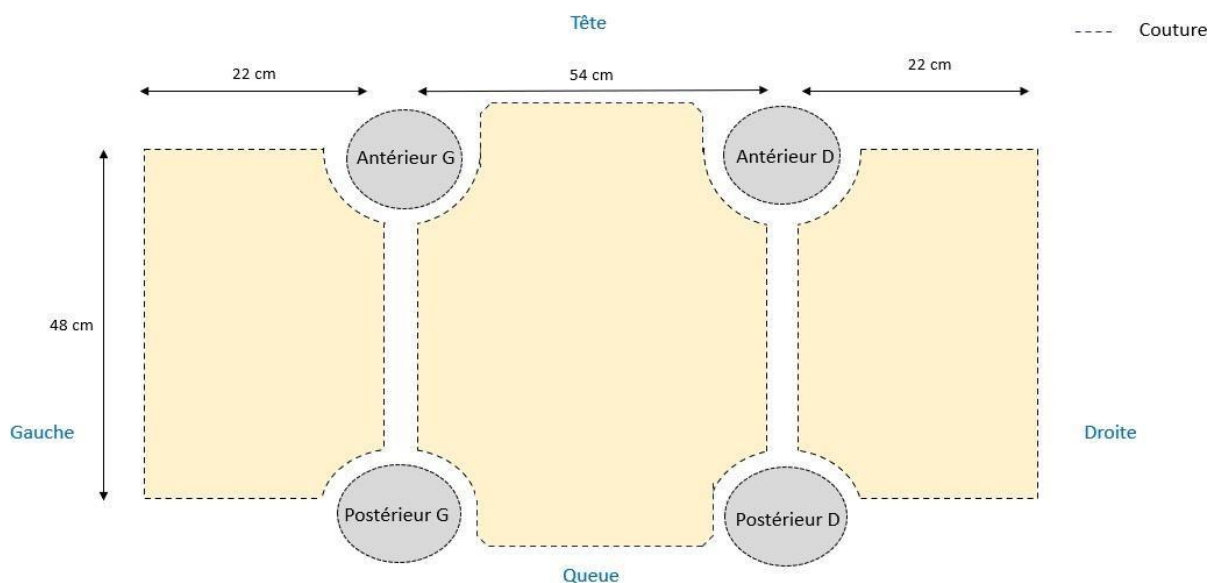 Tête
Couture
22 cm
54 cm
22 cm
Antérieur G
Antérieur D
48 cm
Gauche
Droite
Postérieur G
Postérieur D
Queue